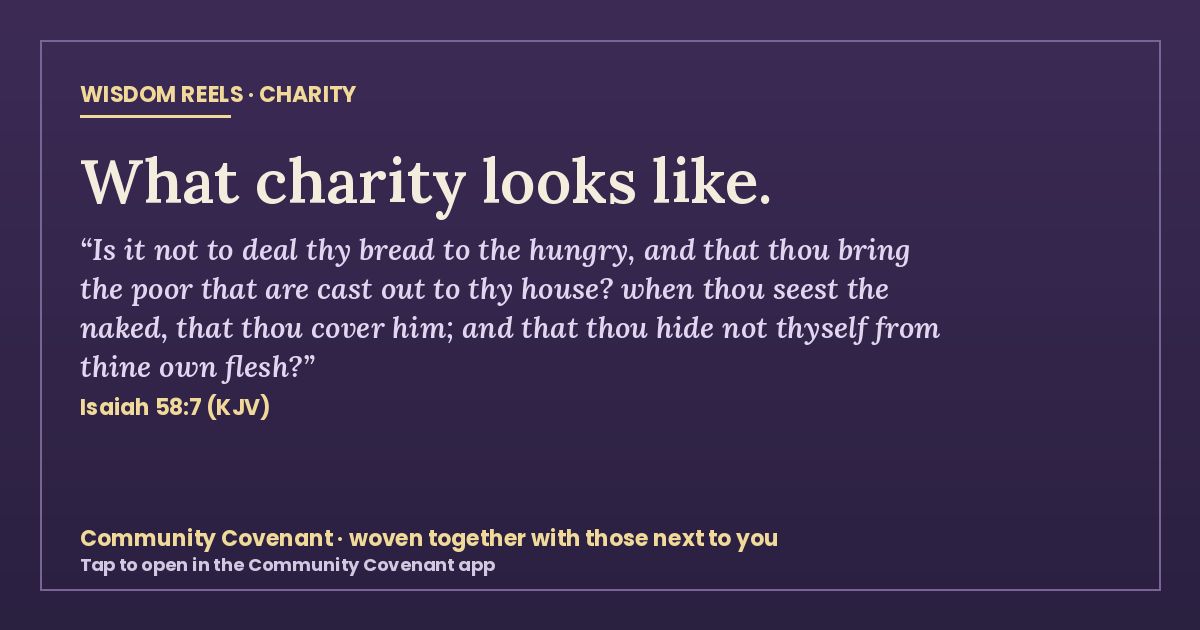 WISDOM REELS · CHARITY
What charity looks like.
“Is it not to deal thy bread to the hungry, and that thou bring
the poor that are cast out to thy house? when thou seest the
naked, that thou cover him; and that thou hide not thyself from
thine own flesh?”
Isaiah 58:7 (KJV)
Community Covenant · woven together with those next to you
Tap to open in the Community Covenant app